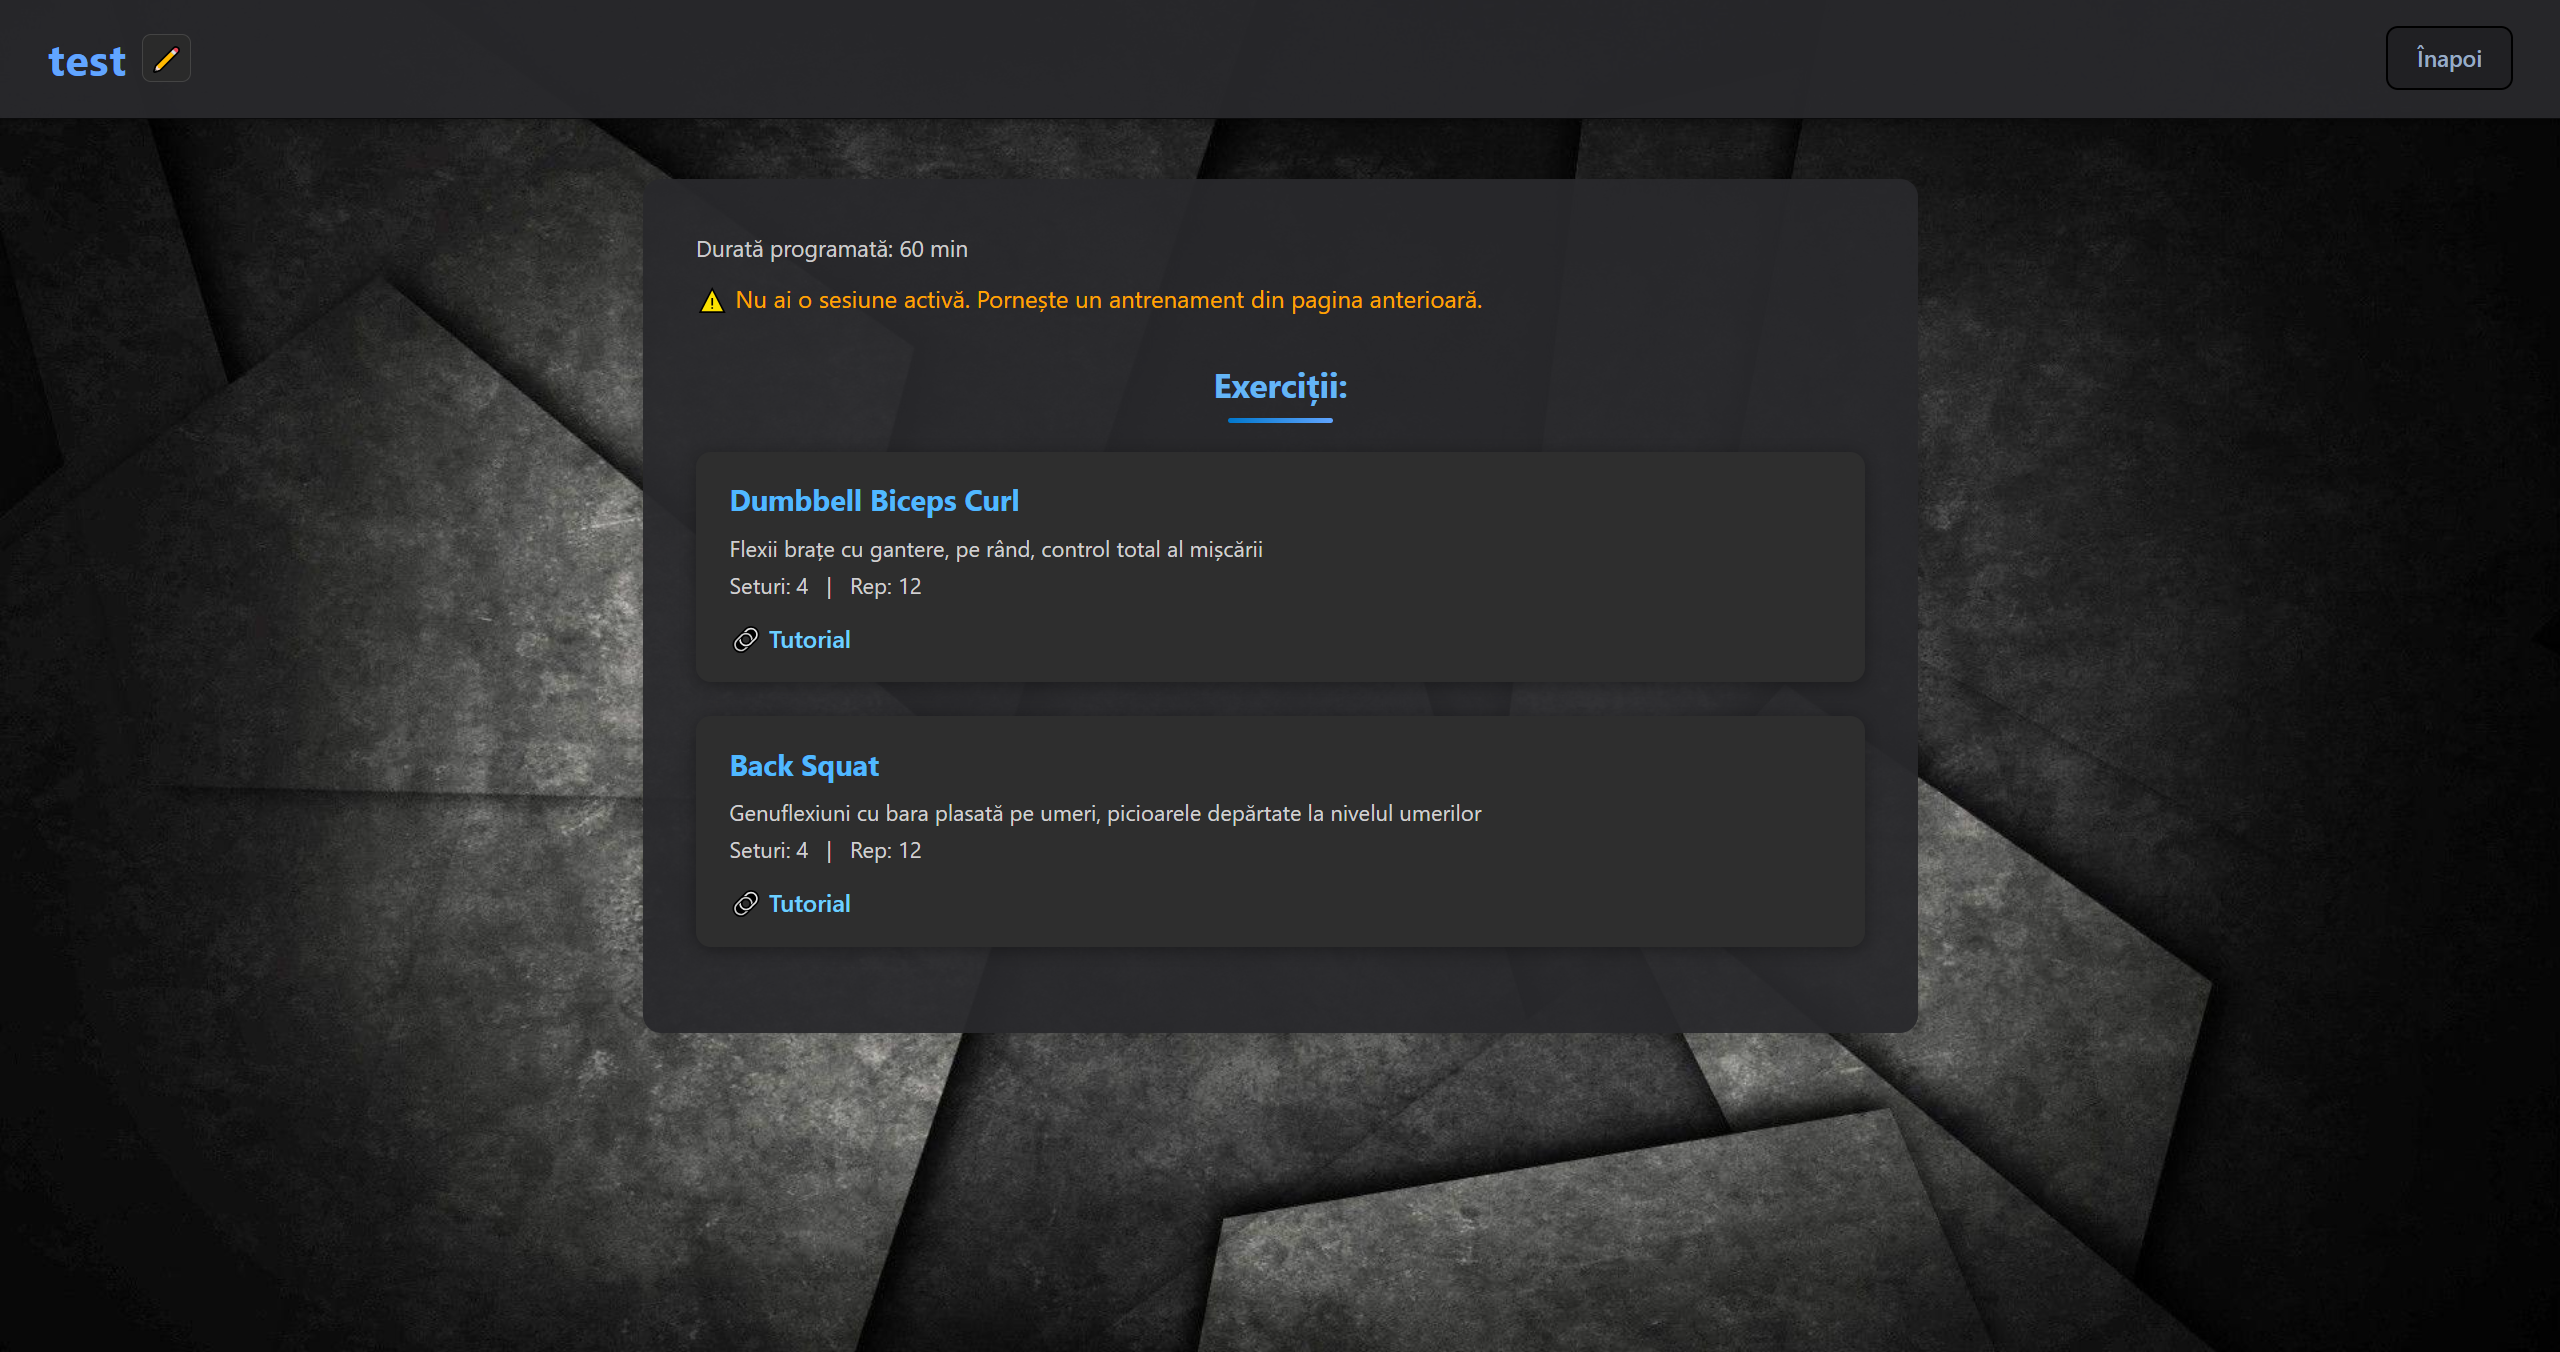 test
Înapoi
Durată programată: 60 min
Nu ai o sesiune activă. Pornește un antrenament din pagina anterioară.
Exerciții:
Dumbbell Biceps Curl
Flexii brațe cu gantere, pe rând, control total al mișcării
Seturi: 4 | Rep: 12
Tutorial
Back Squat
Genuflexiuni cu bara plasată pe umeri, picioarele depărtate la nivelul umerilor
Seturi: 4 | Rep: 12
Tutorial